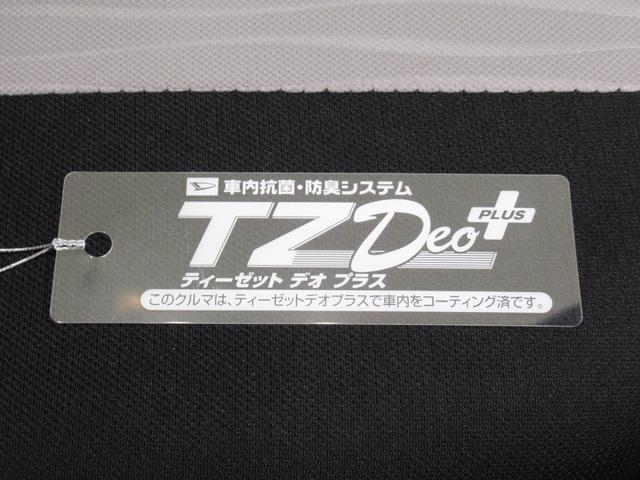 車内抗菌・防臭システム
TZ Deo PLUS
ティーゼット デオ プラス
このクルマは、ティーゼットデオプラスで車内をコーティング済です。